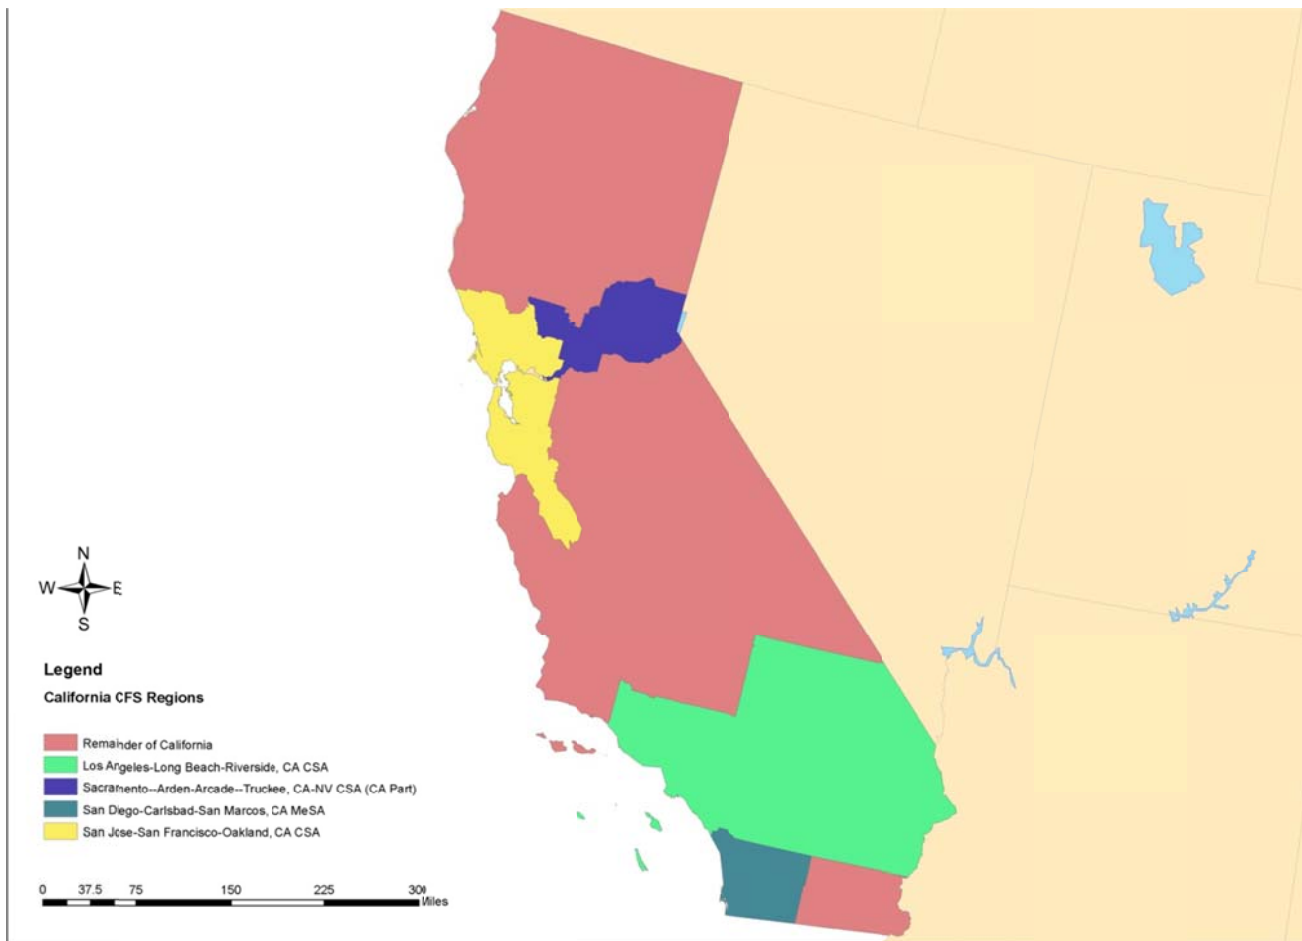 N
W E
S
Legend
California CFS Regions
Remainder of California
Los Angeles-Long Beach-Riverside, CA CSA
Sacramento--Arden-Arcade--Truckee, CA-NV CSA (CA Part)
San Diego-Carlsbad-San Marcos, CA MeSA
San Jose-San Francisco-Oakland, CA CSA
0 37.5 75 150 225 300
Miles